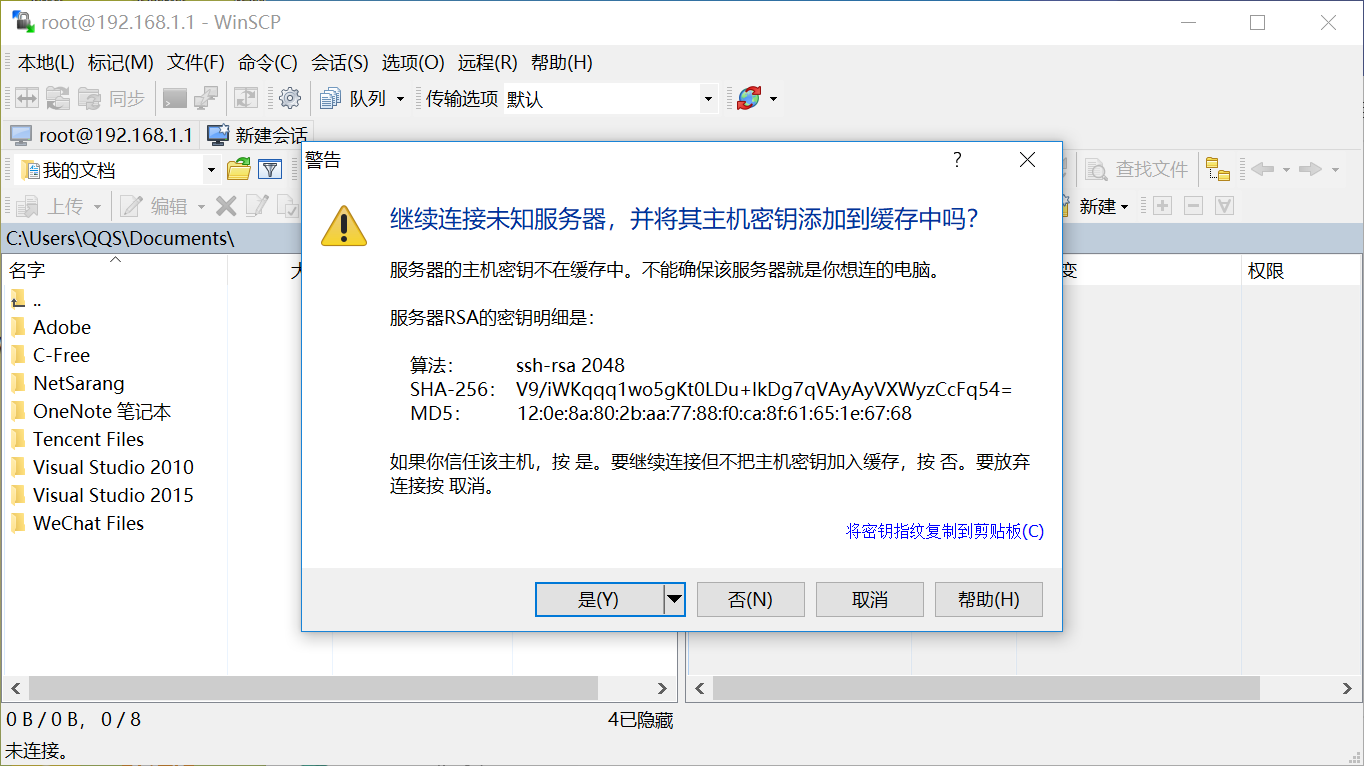 root@192.168.1.1 - WinSCP
本地(L) 标记(M) 文件(F) 命令(C) 会话(S) 选项(O) 远程(R) 帮助(H)
同步 队列 传输选项 默认
root@192.168.1.1 新建会话
我的文档 查找文件
上传 编辑 新建
C:\Users\QQS\Documents\
名字 变 权限
..
Adobe
C-Free
NetSarang
OneNote 笔记本
Tencent Files
Visual Studio 2010
Visual Studio 2015
WeChat Files
警告 ?
继续连接未知服务器，并将其主机密钥添加到缓存中吗?
服务器的主机密钥不在缓存中。不能确保该服务器就是你想连的电脑。
服务器RSA的密钥明细是：
算法： ssh-rsa 2048
SHA-256： V9/iWKqqq1wo5gKt0LDu+IkDg7qVAyAyVXWyzCcFq54=
MD5： 12:0e:8a:80:2b:aa:77:88:f0:ca:8f:61:65:1e:67:68
如果你信任该主机，按 是。要继续连接但不把主机密钥加入缓存，按 否。要放弃
连接按 取消。
将密钥指纹复制到剪贴板(C)
是(Y) 否(N) 取消 帮助(H)
0 B / 0 B， 0 / 8 4已隐藏
未连接。